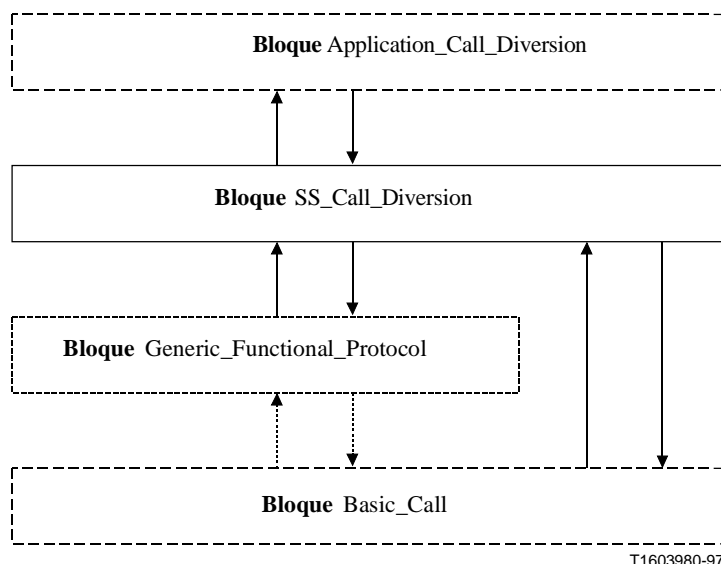 Bloque Application_Call_Diversion
Bloque SS_Call_Diversion
Bloque Generic_Functional_Protocol
Bloque Basic_Call
T1603980-97